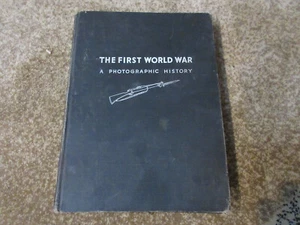 THE FIRST WORLD WAR
A PHOTOGRAPHIC HISTORY